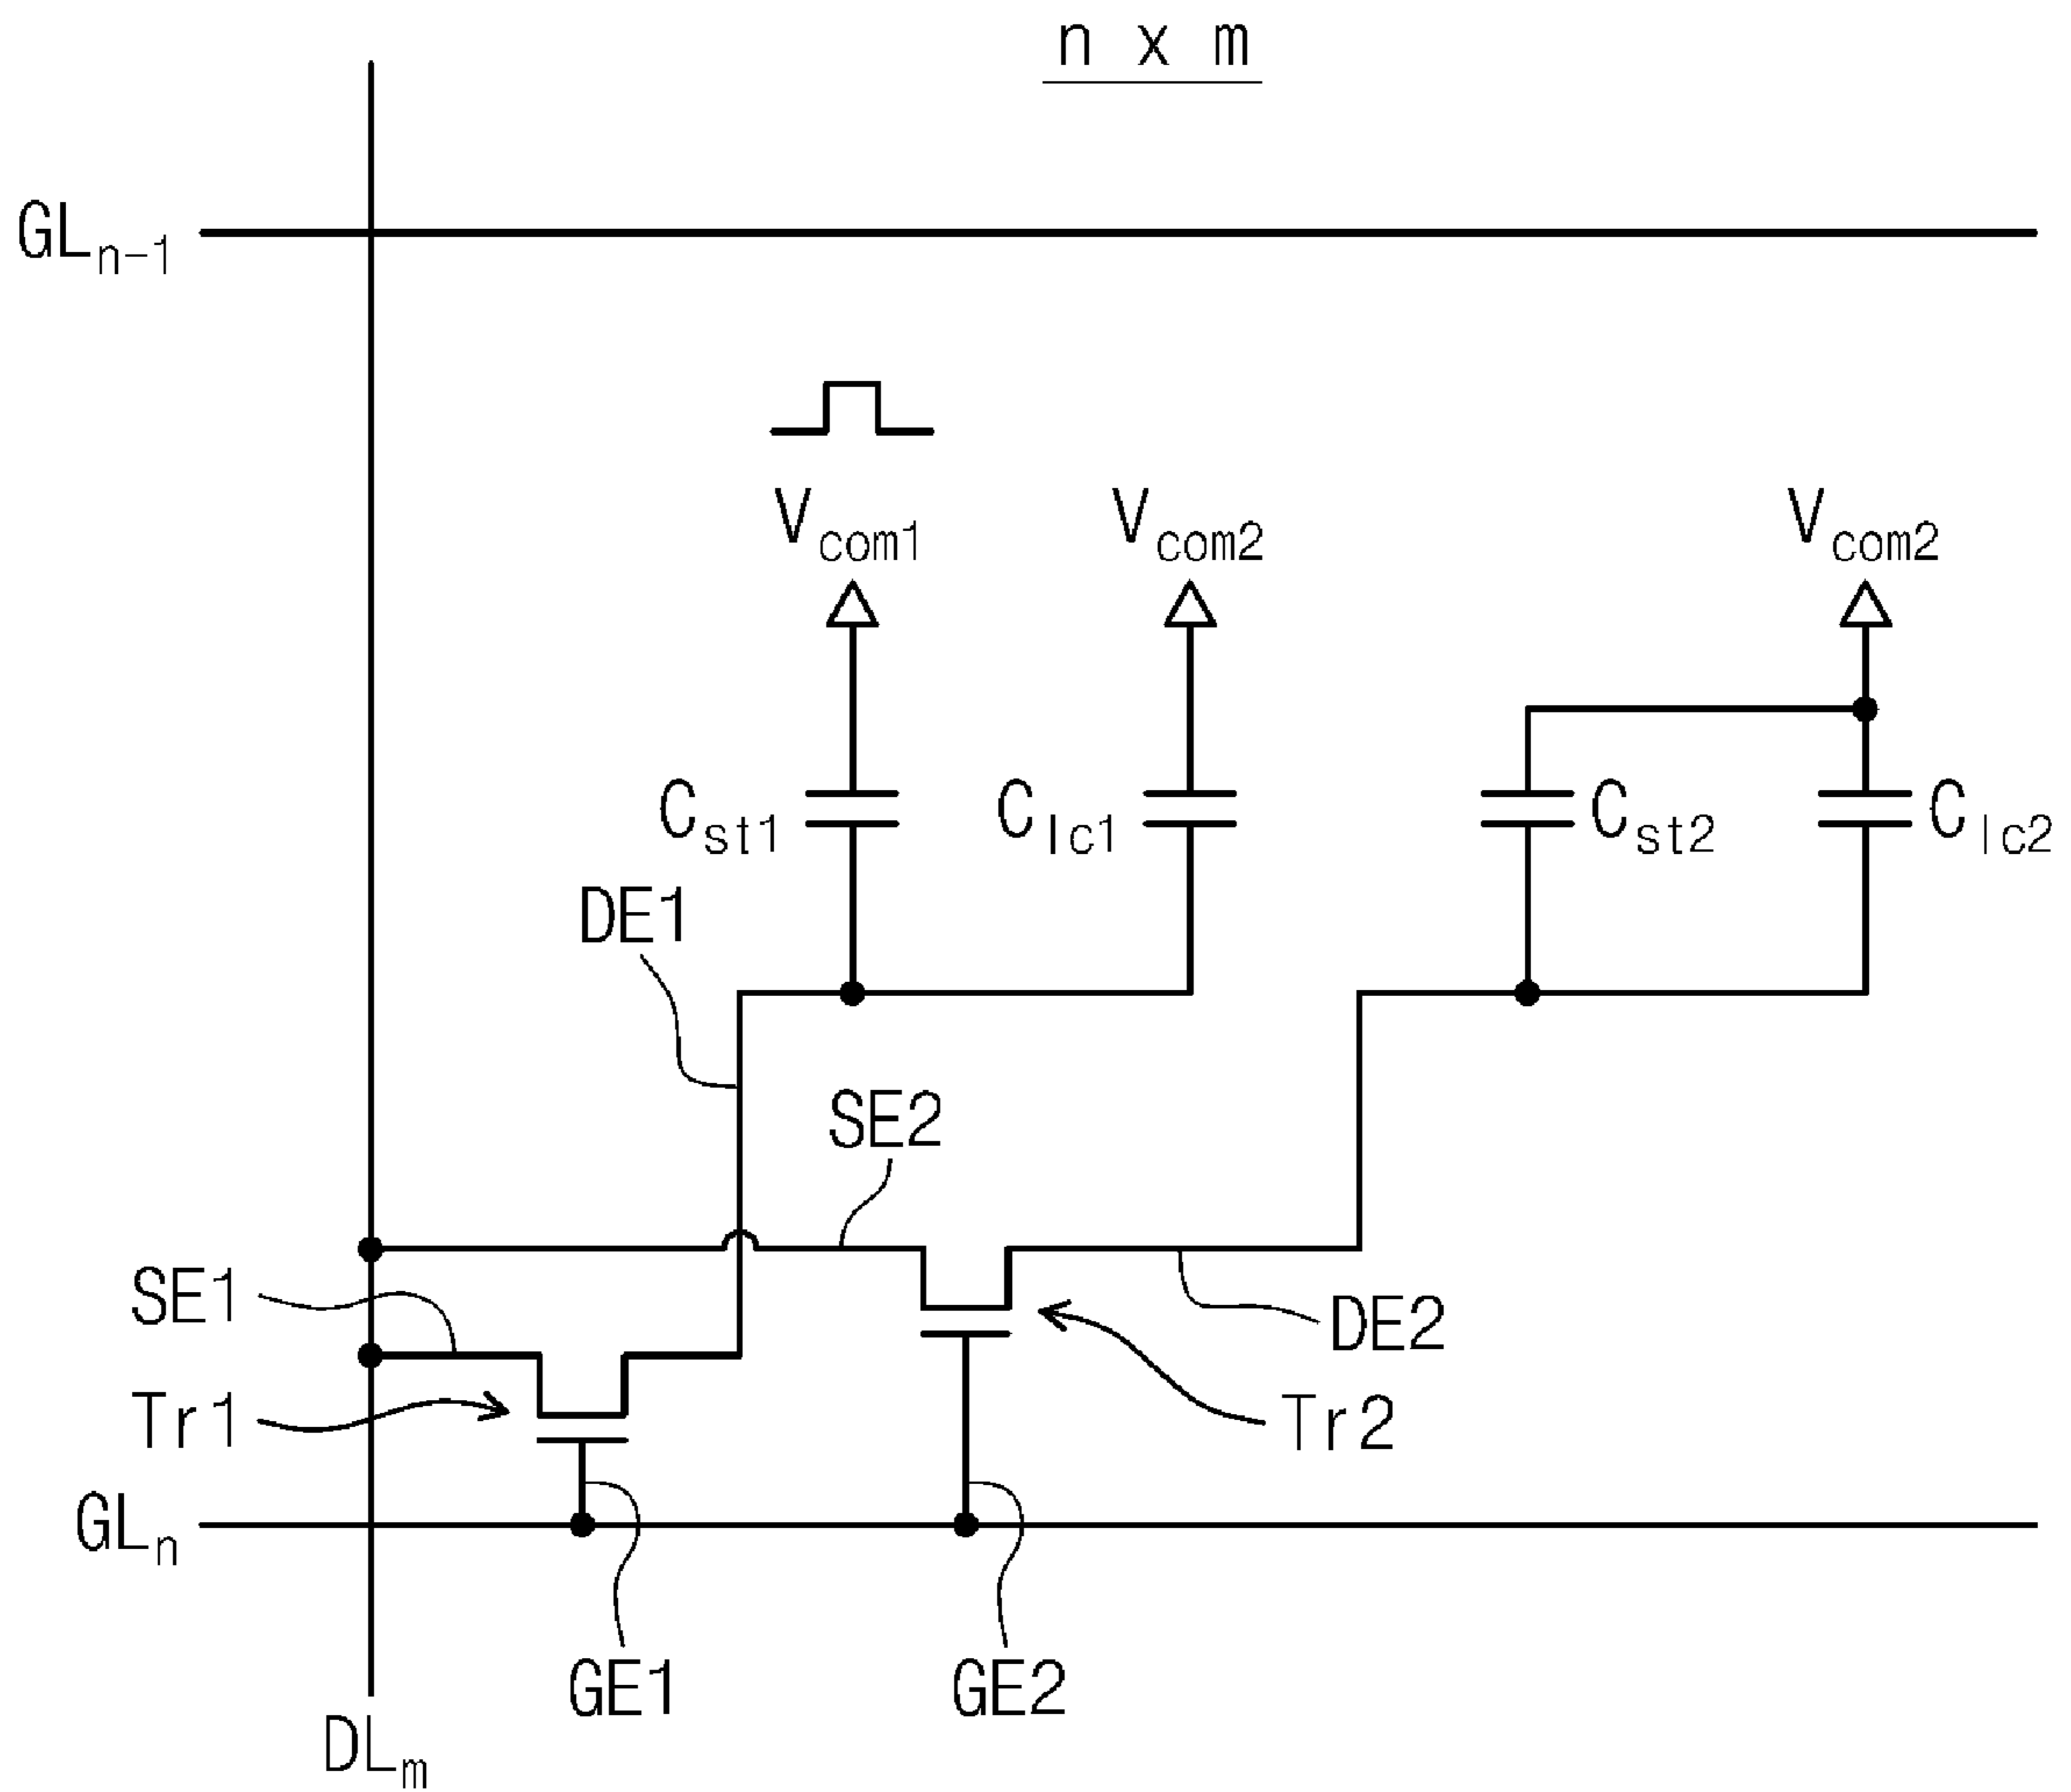 n x m
GLn-1
Vcom1
Vcom2
Vcom2
Cst1
Clc1
Cst2
Clc2
DE1
SE2
SE1
DE2
Tr1
Tr2
GLn
GE1
GE2
DLm